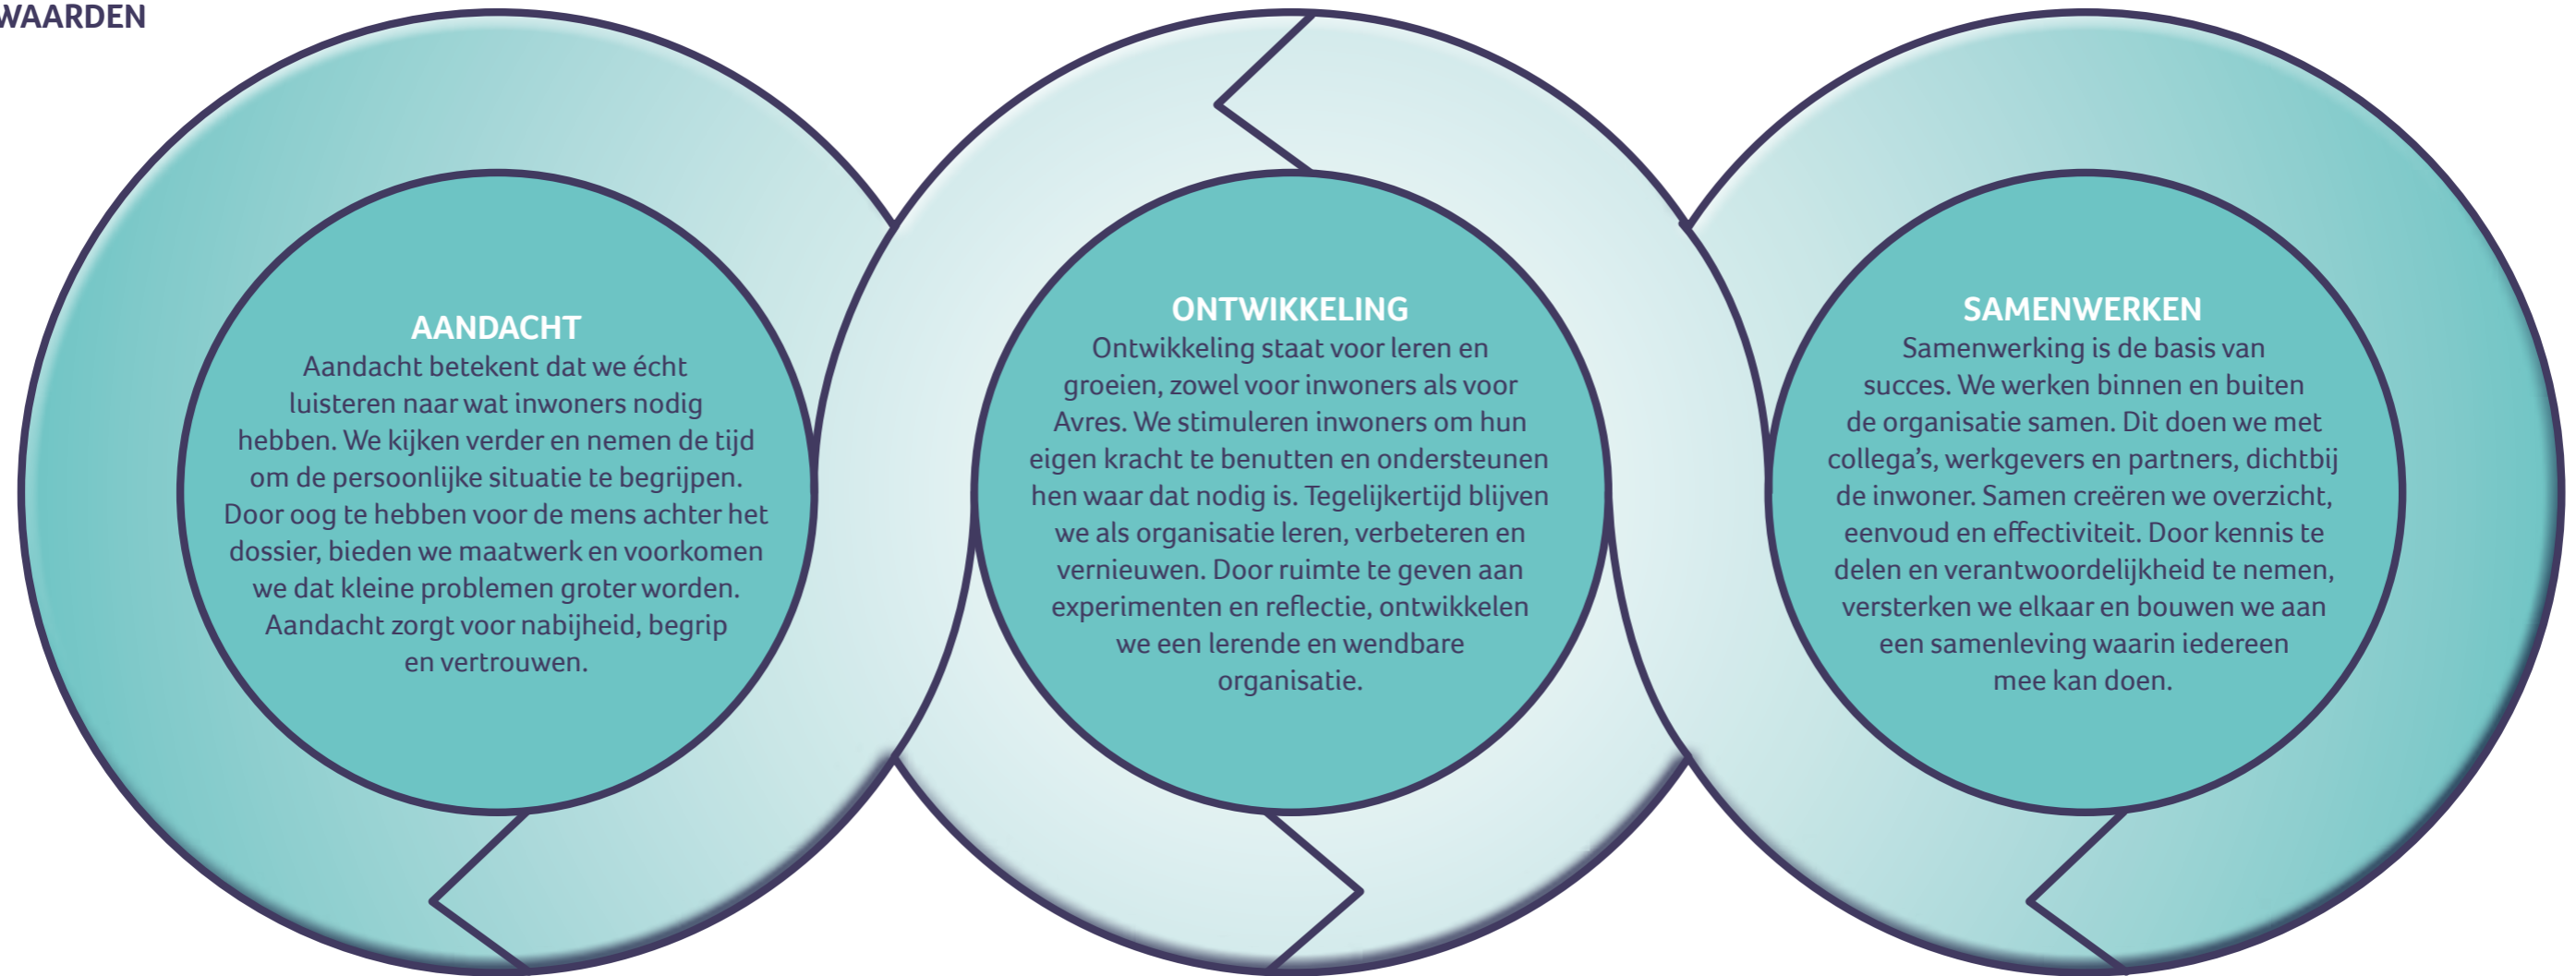 WAARDEN
AANDACHT
Aandacht betekent dat we écht
luisteren naar wat inwoners nodig
hebben. We kijken verder en nemen de tijd
om de persoonlijke situatie te begrijpen.
Door oog te hebben voor de mens achter het
dossier, bieden we maatwerk en voorkomen
we dat kleine problemen groter worden.
Aandacht zorgt voor nabijheid, begrip
en vertrouwen.
ONTWIKKELING
Ontwikkeling staat voor leren en
groeien, zowel voor inwoners als voor
Avres. We stimuleren inwoners om hun
eigen kracht te benutten en ondersteunen
hen waar dat nodig is. Tegelijkertijd blijven
we als organisatie leren, verbeteren en
vernieuwen. Door ruimte te geven aan
experimenten en reflectie, ontwikkelen
we een lerende en wendbare
organisatie.
SAMENWERKEN
Samenwerking is de basis van
succes. We werken binnen en buiten
de organisatie samen. Dit doen we met
collega's, werkgevers en partners, dichtbij
de inwoner. Samen creëren we overzicht,
eenvoud en effectiviteit. Door kennis te
delen en verantwoordelijkheid te nemen,
versterken we elkaar en bouwen we aan
een samenleving waarin iedereen
mee kan doen.